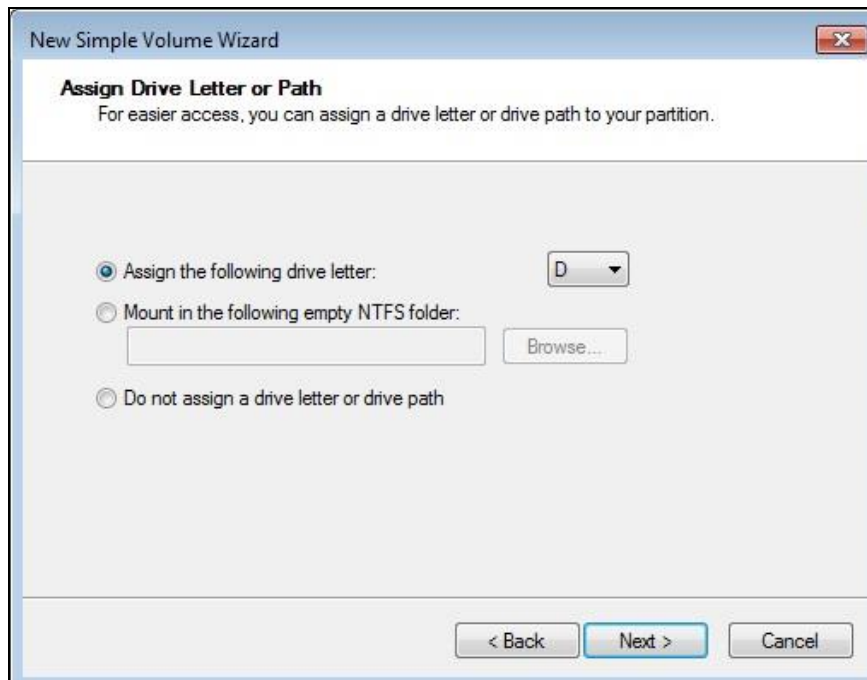 New Simple Volume Wizard
Assign Drive Letter or Path
For easier access, you can assign a drive letter or drive path to your partition.
Assign the following drive letter: D
Mount in the following empty NTFS folder:
Browse...
Do not assign a drive letter or drive path
< Back Next > Cancel